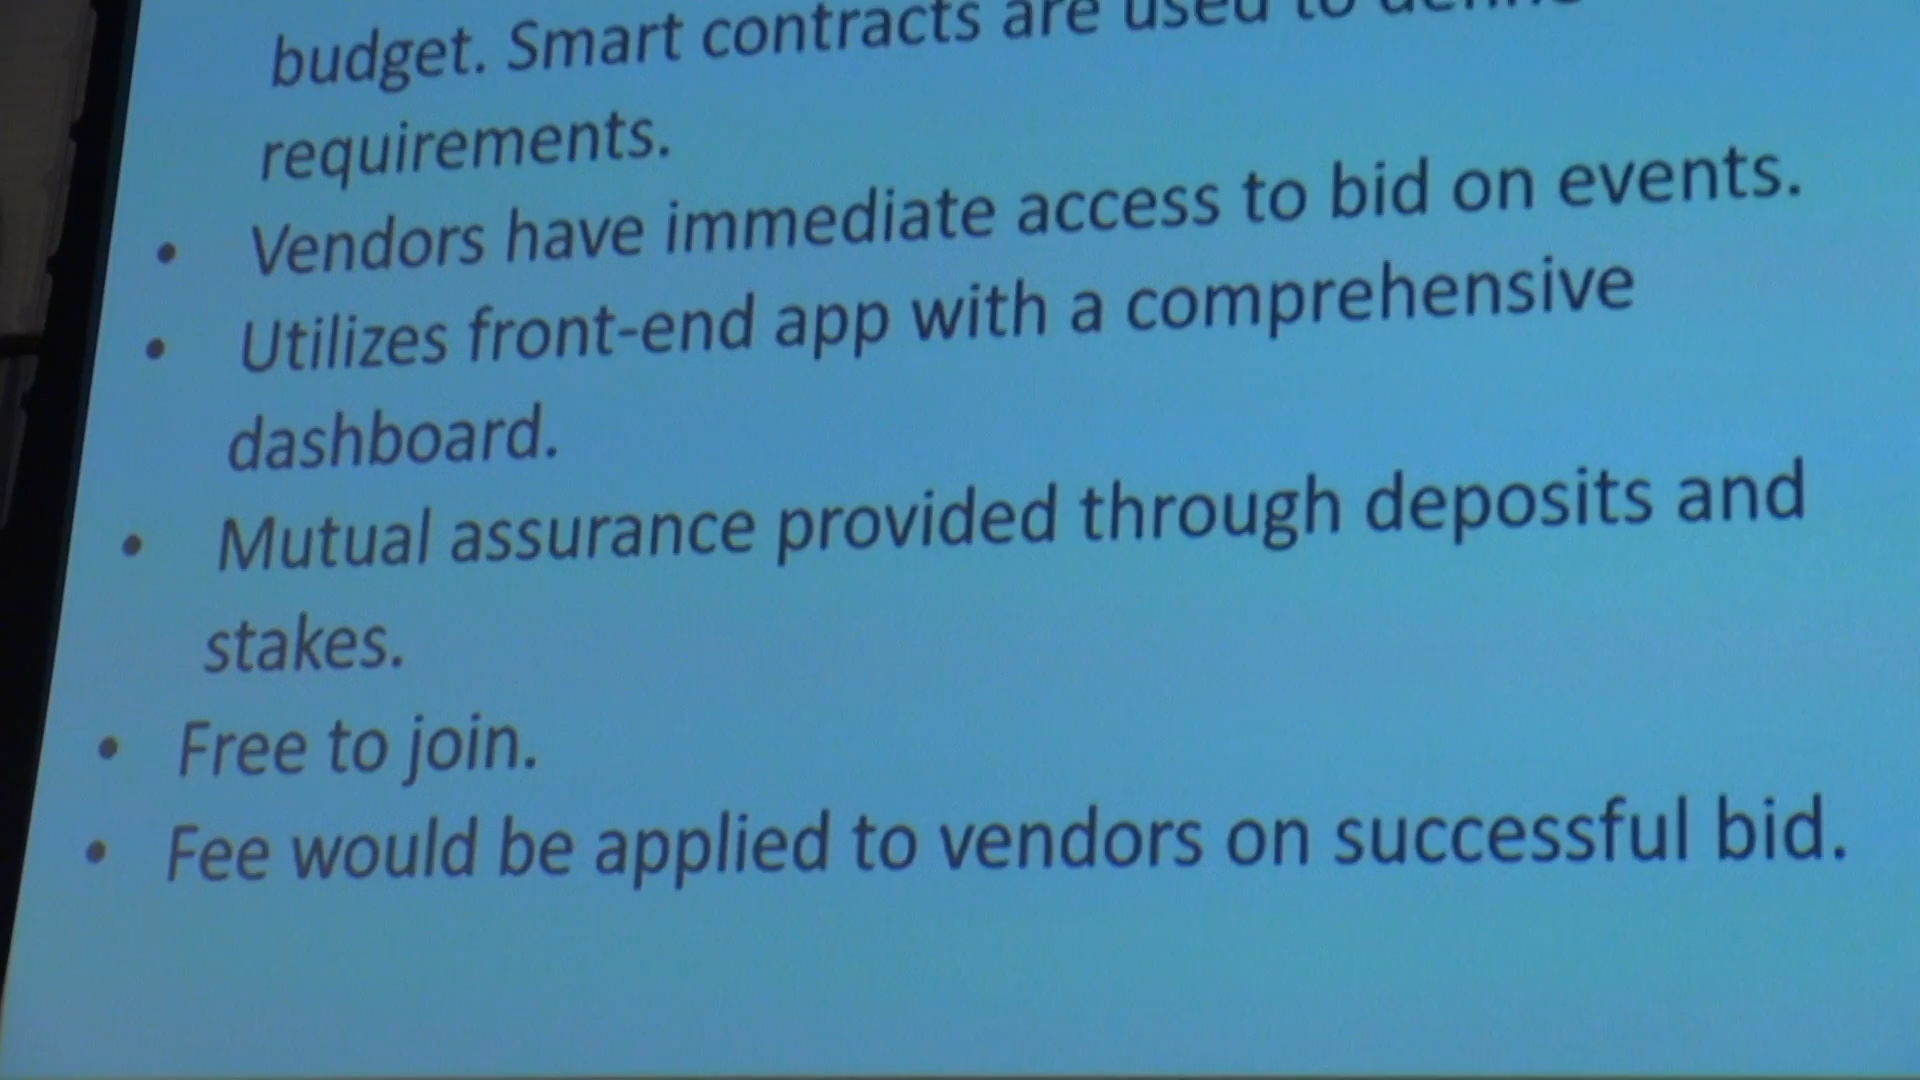 budget. Smart contracts are used to define
requirements.
• Vendors have immediate access to bid on events.
• Utilizes front-end app with a comprehensive
dashboard.
• Mutual assurance provided through deposits and
stakes.
• Free to join.
• Fee would be applied to vendors on successful bid.